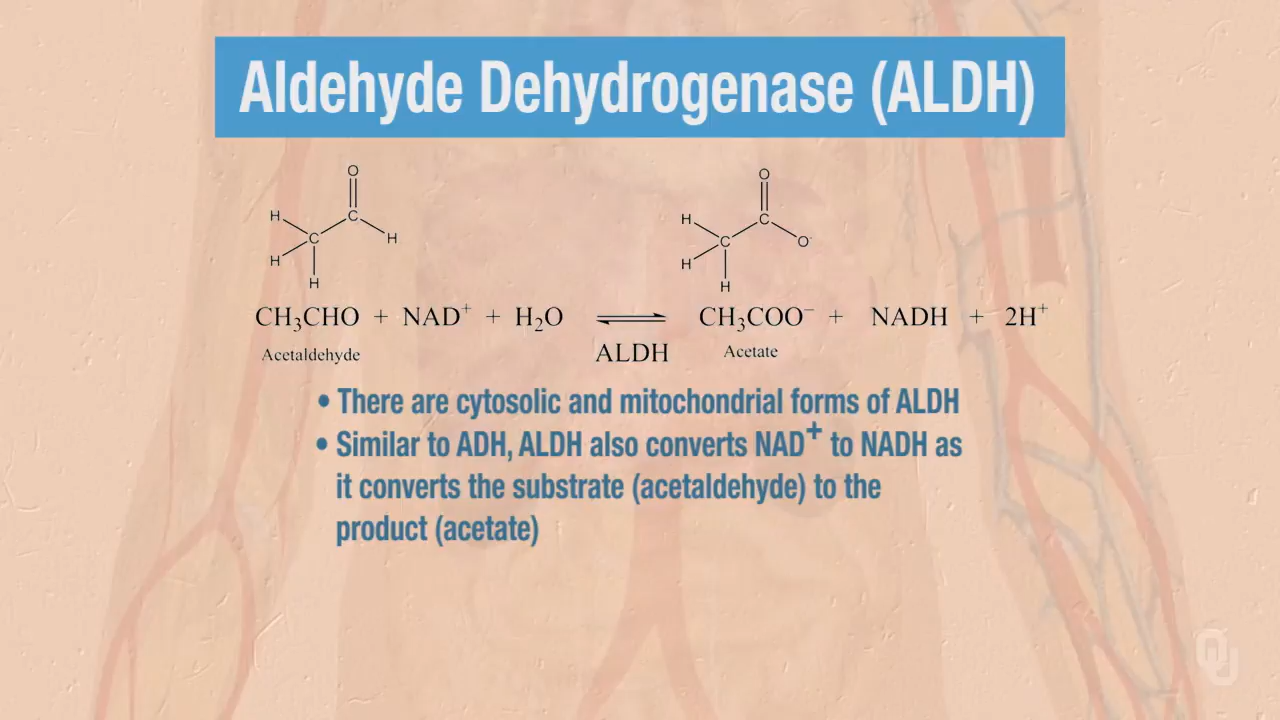 Aldehyde Dehydrogenase (ALDH)
O
H
C
C
H
H
H
O
H
C
C
O-
H
H
CH₃CHO + NAD⁺ + H₂O ⇌ CH₃COO⁻ + NADH + 2H⁺
Acetaldehyde ALDH Acetate
• There are cytosolic and mitochondrial forms of ALDH
• Similar to ADH, ALDH also converts NAD⁺ to NADH as
it converts the substrate (acetaldehyde) to the
product (acetate)
OU